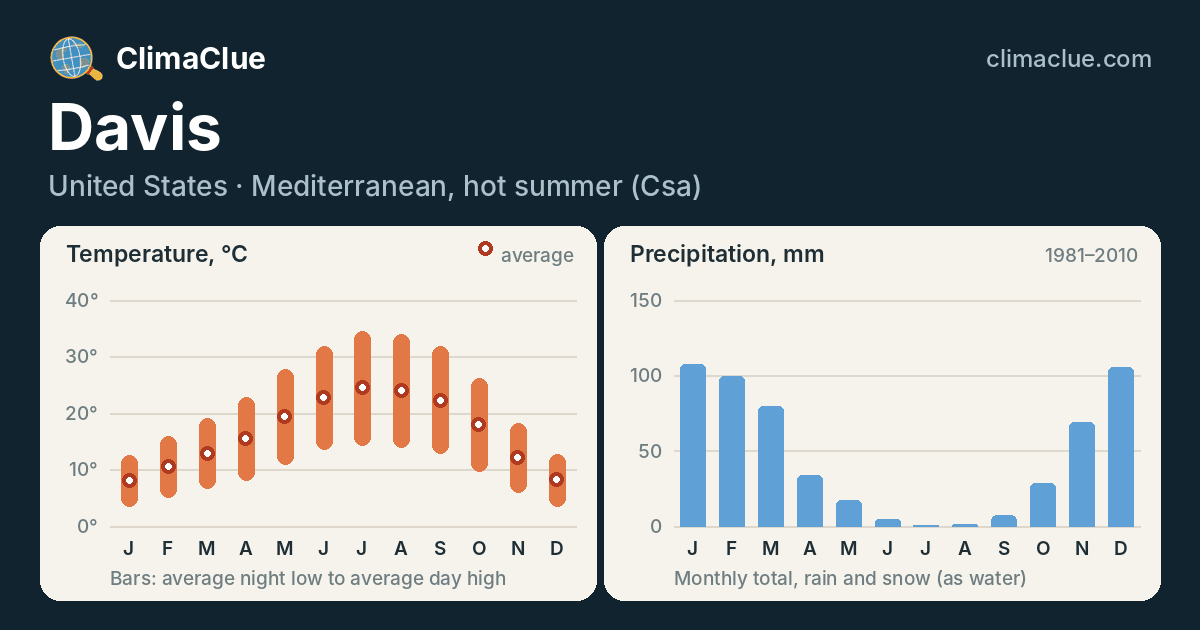 ClimaClue
climaclue.com
Davis
United States · Mediterranean, hot summer (Csa)
Temperature, °C
average
40°
30°
20°
10°
0°
J F M A M J J A S O N D
Bars: average night low to average day high
Precipitation, mm
1981–2010
150
100
50
0
J F M A M J J A S O N D
Monthly total, rain and snow (as water)